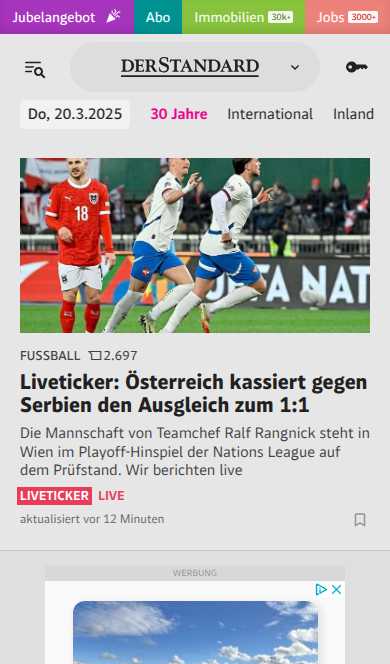 Jubelangebot
Abo
Immobilien 30k+
Jobs 3000+
DERSTANDARD
Do, 20.3.2025
30 Jahre
International
Inland
18
UEFA NAT
FUSSBALL 2.697
Liveticker: Österreich kassiert gegen
Serbien den Ausgleich zum 1:1
Die Mannschaft von Teamchef Ralf Rangnick steht in
Wien im Playoff-Hinspiel der Nations League auf
dem Prüfstand. Wir berichten live
LIVETICKER LIVE
aktualisiert vor 12 Minuten
WERBUNG